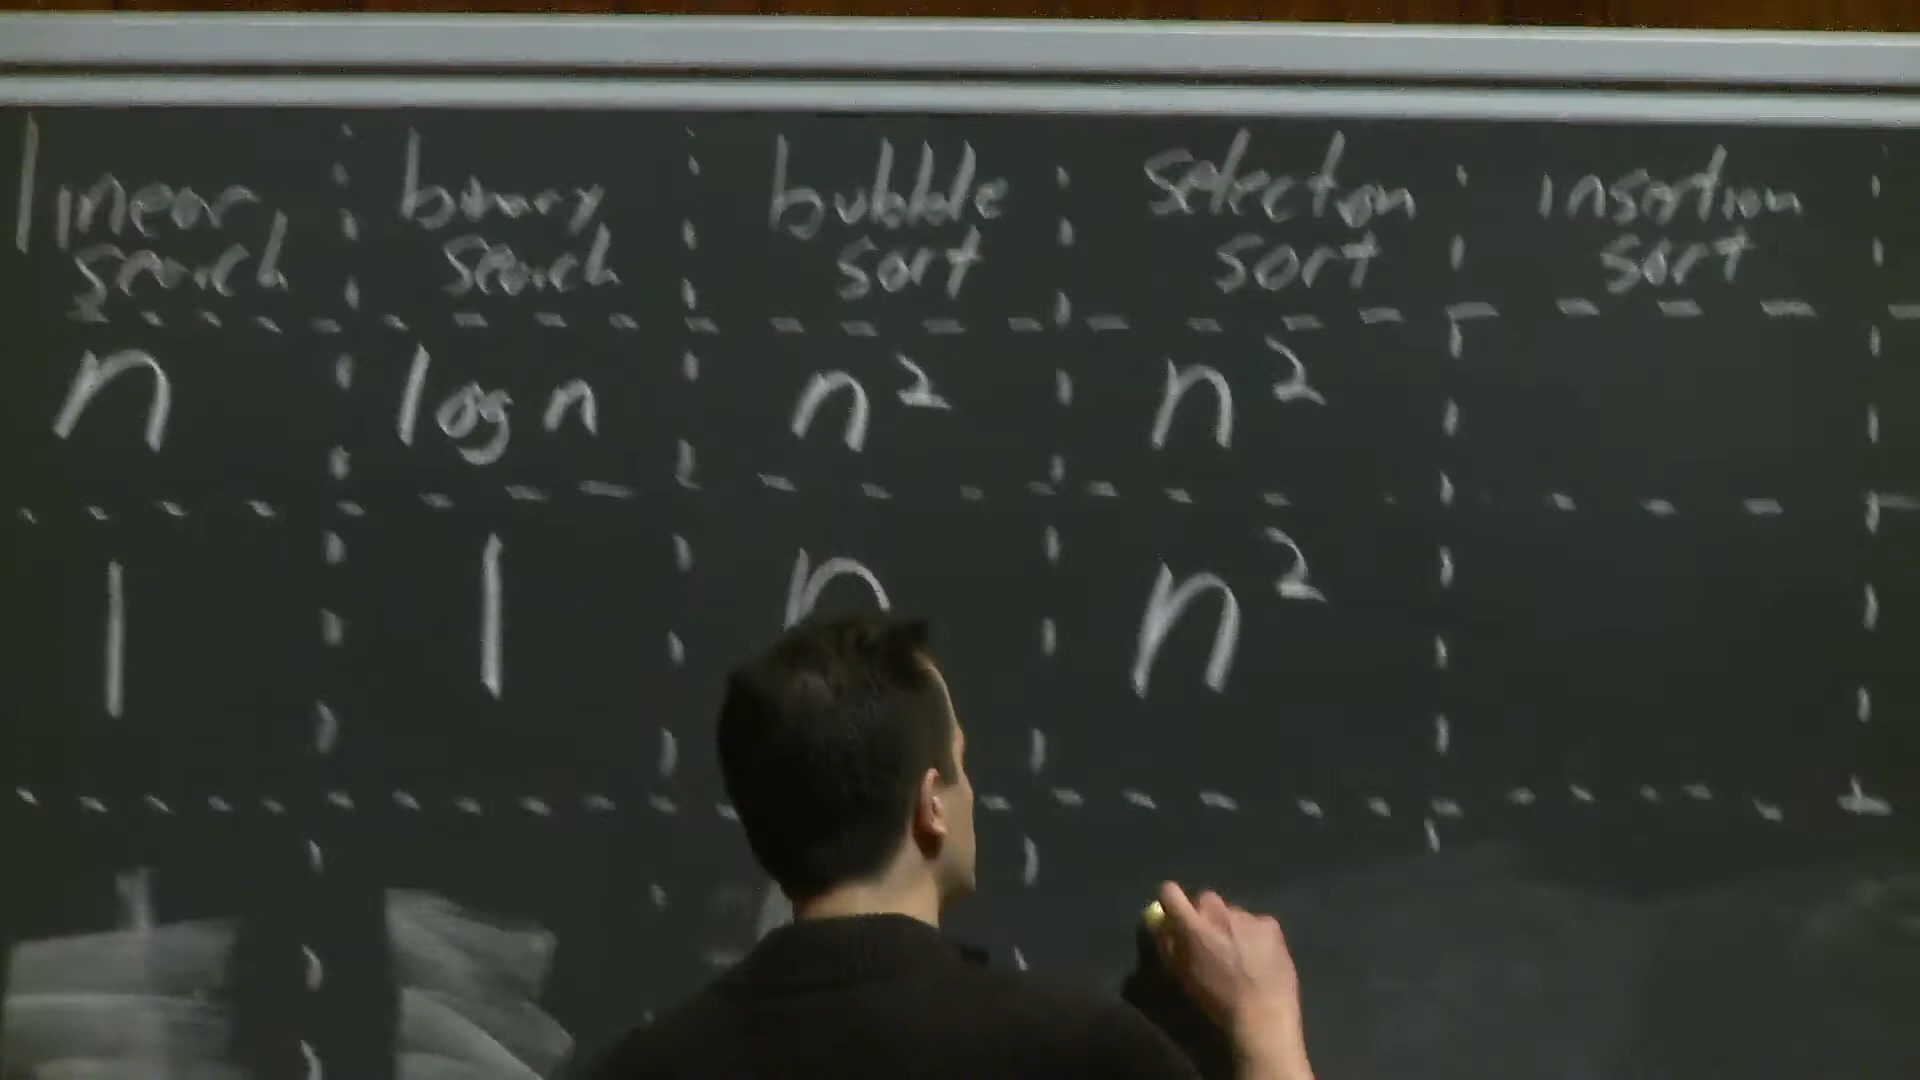 linear search
binary search
bubble sort
selection sort
insertion sort
n
log n
n²
n²
1
1
n
n²